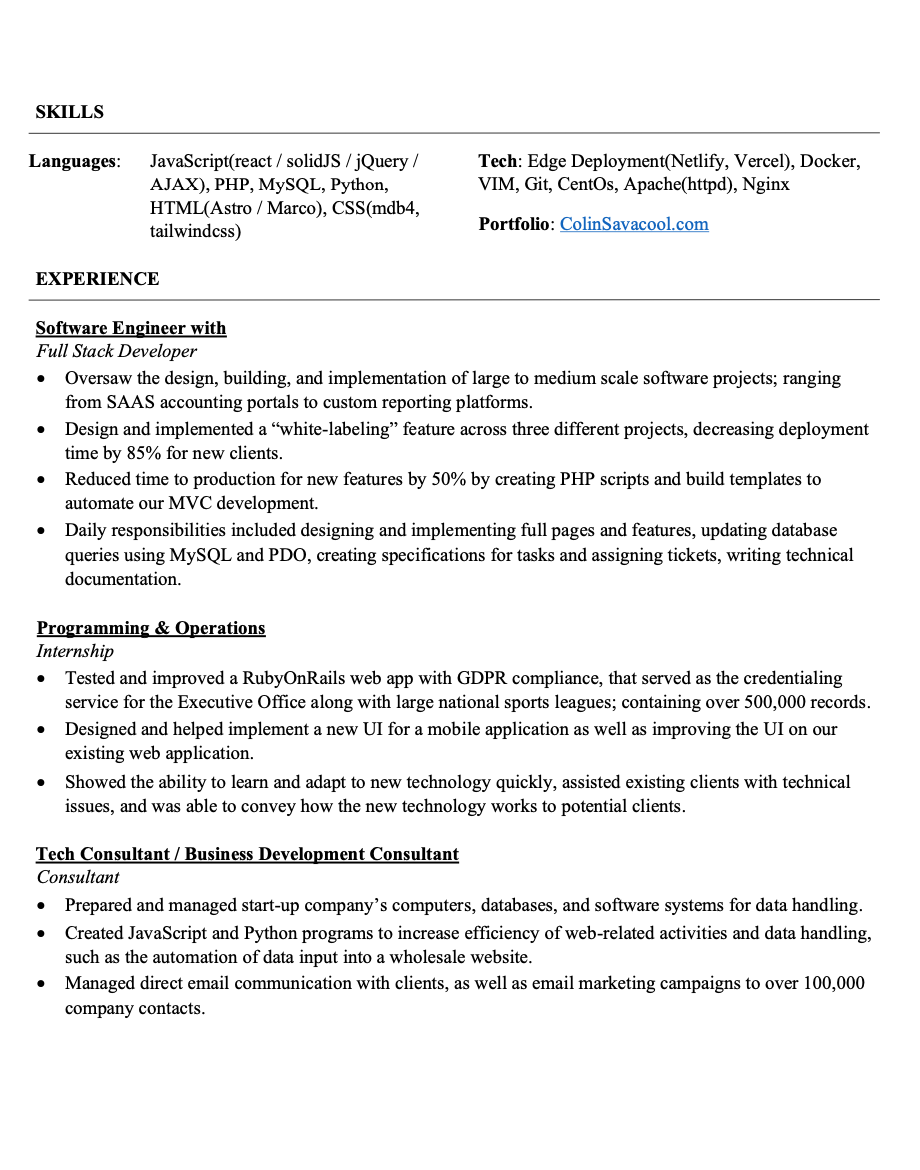 SKILLS
Languages: JavaScript(react / solidJS / jQuery /
AJAX), PHP, MySQL, Python,
HTML(Astro / Marco), CSS(mdb4,
tailwindcss)
Tech: Edge Deployment(Netlify, Vercel), Docker,
VIM, Git, CentOs, Apache(httpd), Nginx
Portfolio: ColinSavacool.com
EXPERIENCE
Software Engineer with
Full Stack Developer
• Oversaw the design, building, and implementation of large to medium scale software projects; ranging
from SAAS accounting portals to custom reporting platforms.
• Design and implemented a “white-labeling” feature across three different projects, decreasing deployment
time by 85% for new clients.
• Reduced time to production for new features by 50% by creating PHP scripts and build templates to
automate our MVC development.
• Daily responsibilities included designing and implementing full pages and features, updating database
queries using MySQL and PDO, creating specifications for tasks and assigning tickets, writing technical
documentation.
Programming & Operations
Internship
• Tested and improved a RubyOnRails web app with GDPR compliance, that served as the credentialing
service for the Executive Office along with large national sports leagues; containing over 500,000 records.
• Designed and helped implement a new UI for a mobile application as well as improving the UI on our
existing web application.
• Showed the ability to learn and adapt to new technology quickly, assisted existing clients with technical
issues, and was able to convey how the new technology works to potential clients.
Tech Consultant / Business Development Consultant
Consultant
• Prepared and managed start-up company’s computers, databases, and software systems for data handling.
• Created JavaScript and Python programs to increase efficiency of web-related activities and data handling,
such as the automation of data input into a wholesale website.
• Managed direct email communication with clients, as well as email marketing campaigns to over 100,000
company contacts.